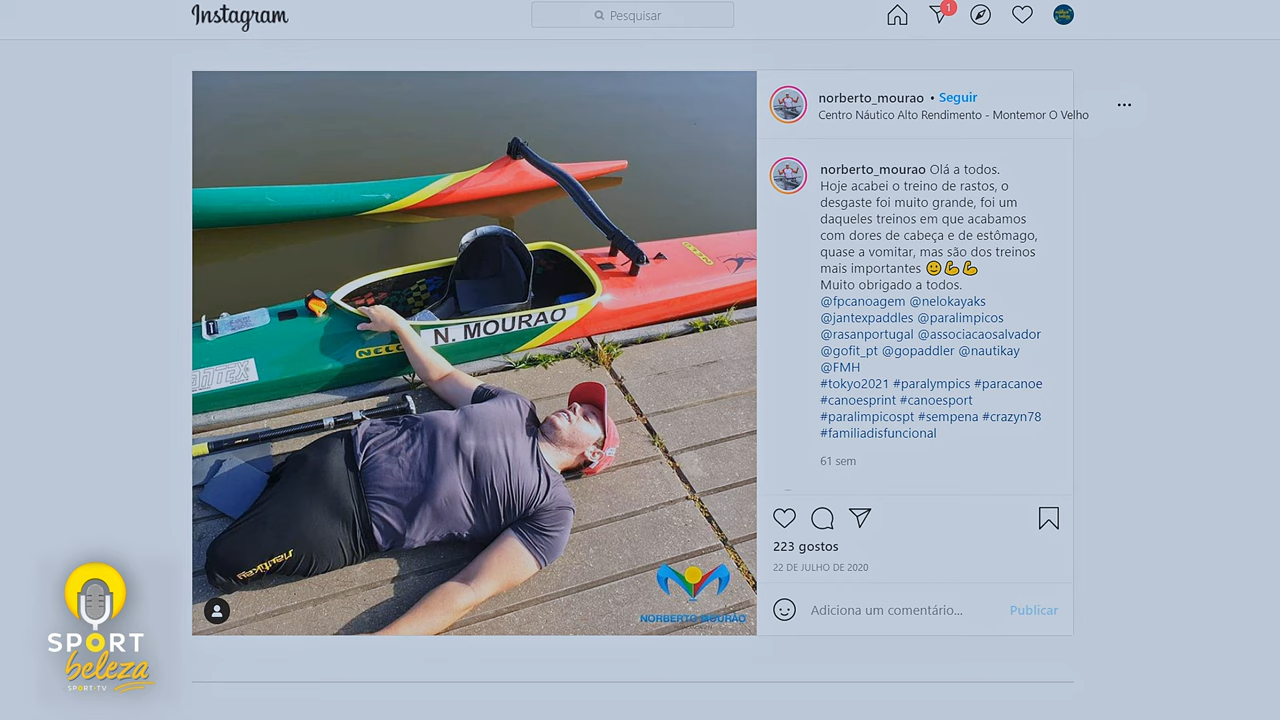 Instagram
Pesquisar
1
norberto_mourao • Seguir
Centro Náutico Alto Rendimento - Montemor O Velho
norberto_mourao Olá a todos.
Hoje acabei o treino de rastos, o
desgaste foi muito grande, foi um
daqueles treinos em que acabamos
com dores de cabeça e de estômago,
quase a vomitar, mas são dos treinos
mais importantes 🙂💪💪
Muito obrigado a todos.
@fpcanoagem @nelokayaks
@jantexpaddles @paralimpicos
@rasanportugal @associacaosalvador
@gofit_pt @gopaddler @nautikay
@FMH
#tokyo2021 #paralympics #paracanoe
#canoesprint #canoesport
#paralimpicospt #sempena #crazyn78
#familiadisfuncional
61 sem
223 gostos
22 DE JULHO DE 2020
Adiciona um comentário... Publicar
NELO
N. MOURAO
NELO
nautikay
NORBERTO MOURÃO
SPORT
beleza
SPORT•TV